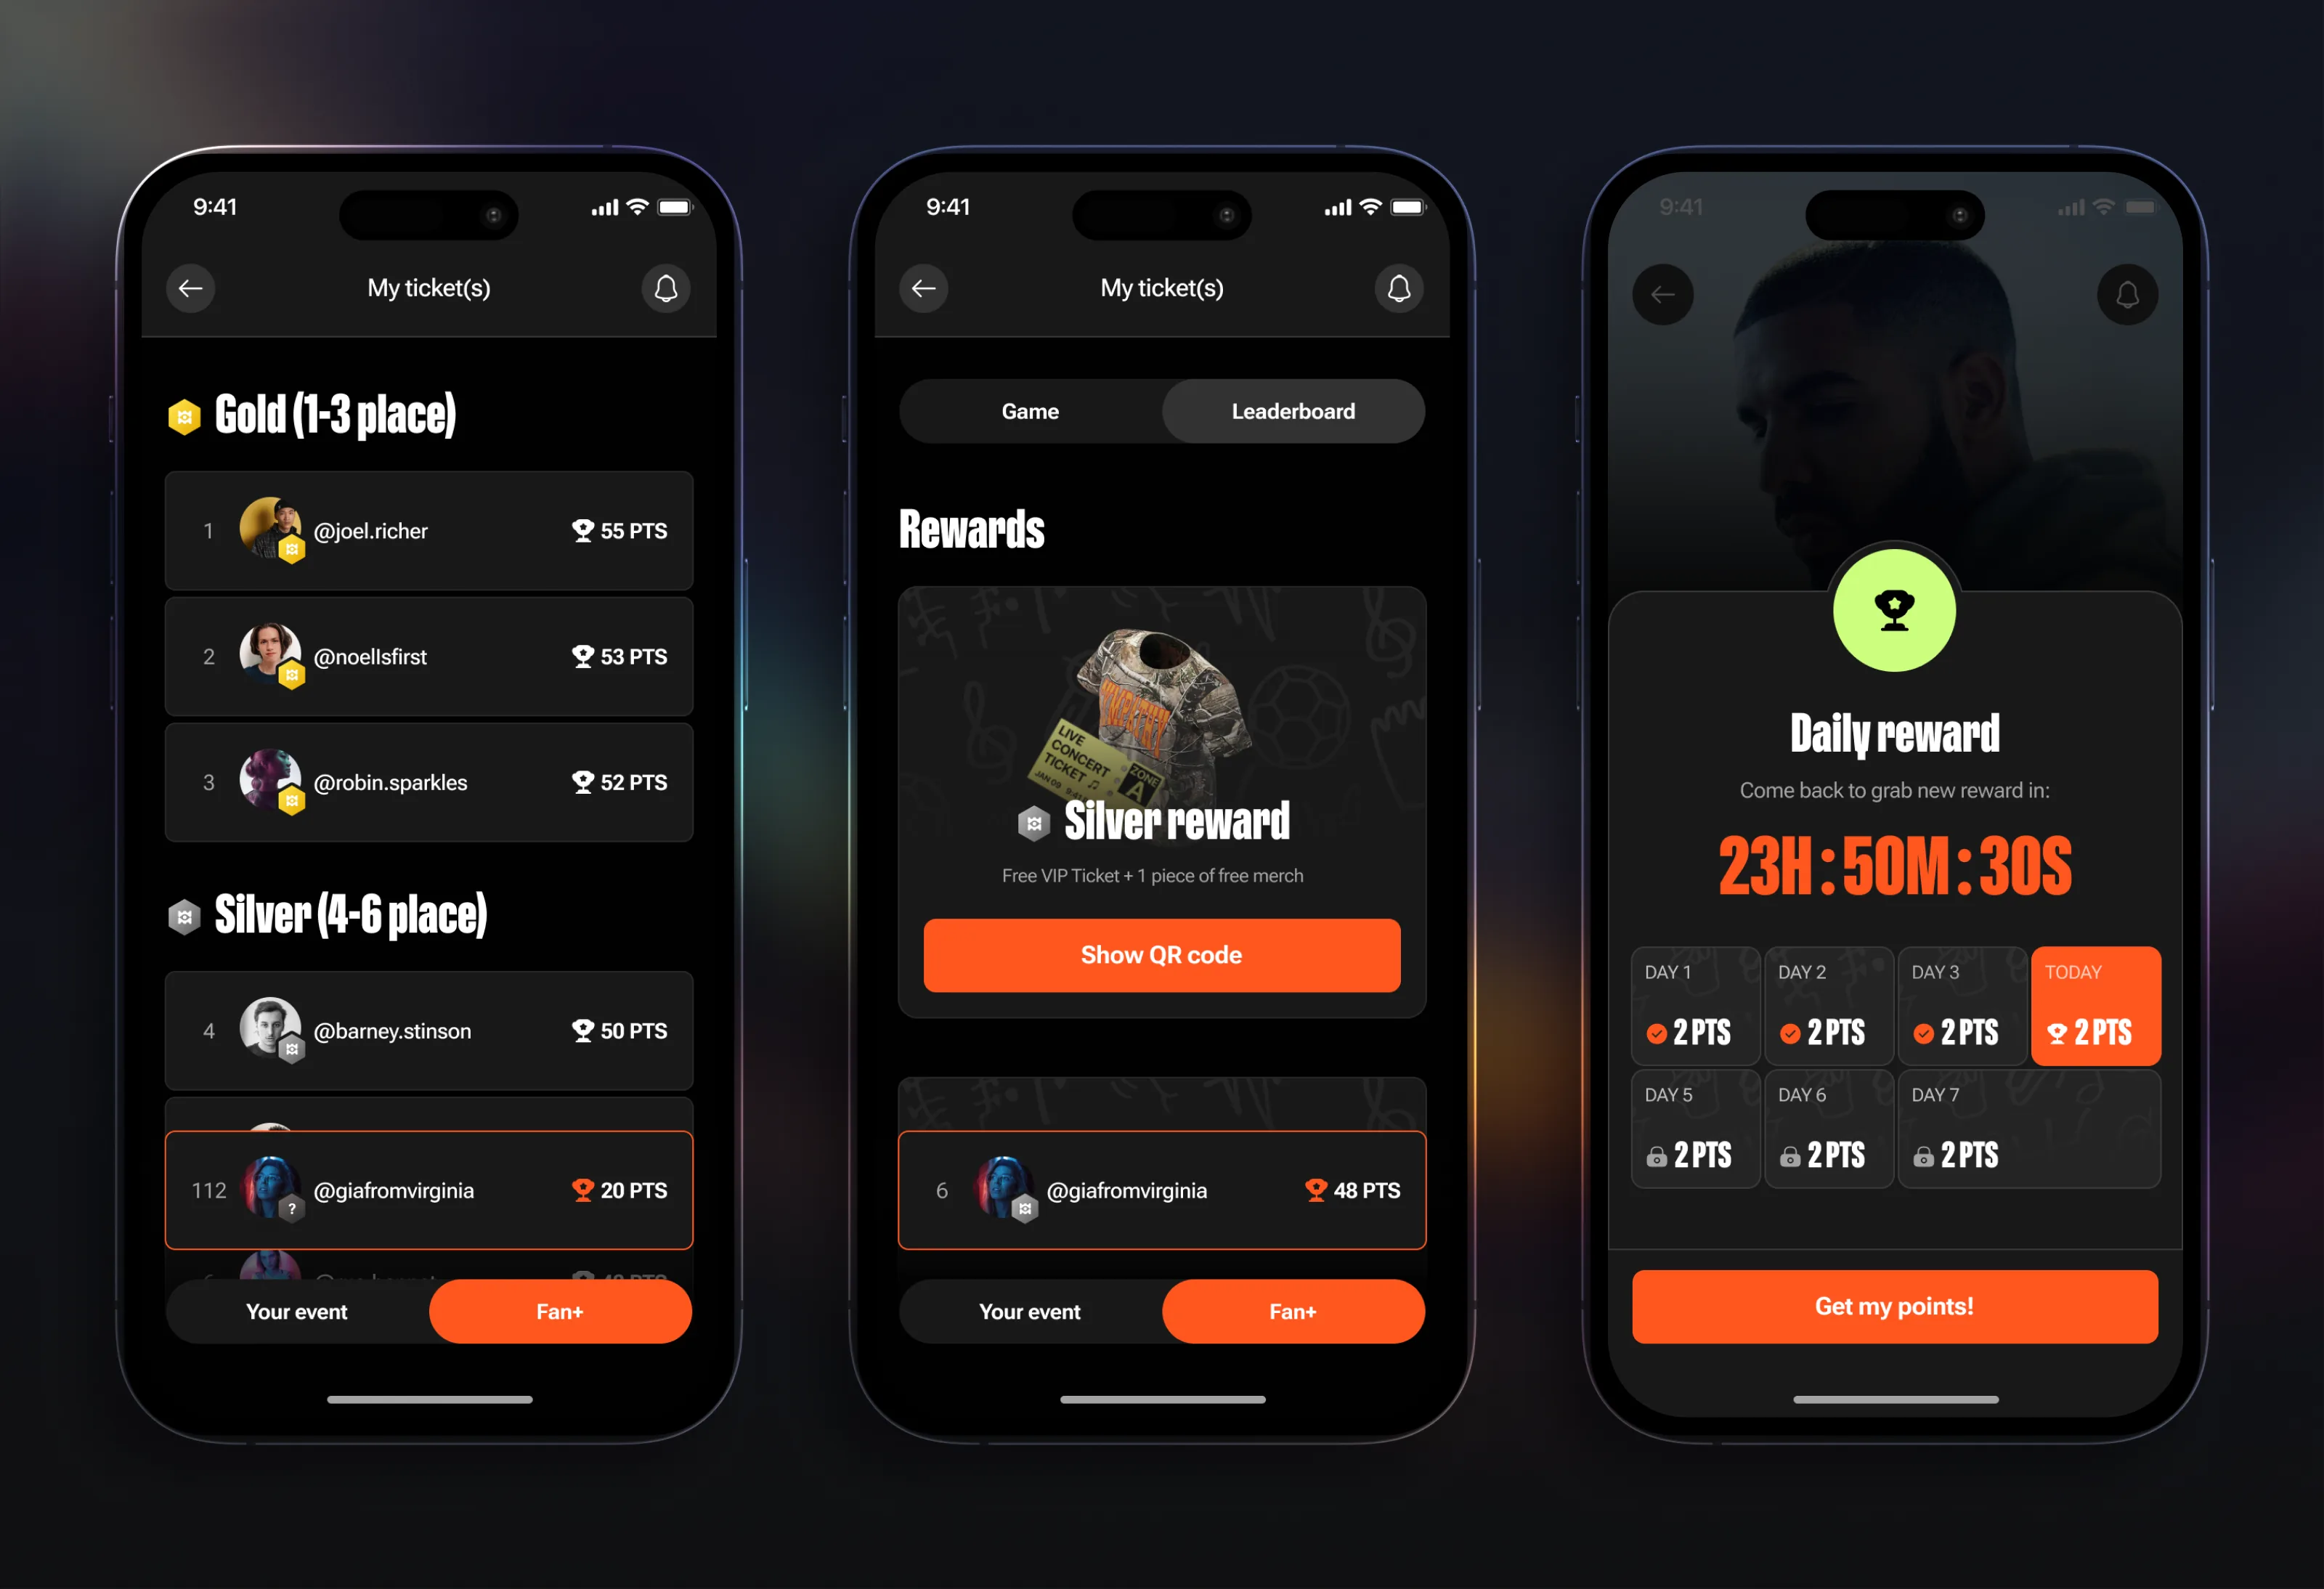 9:41
My ticket(s)
Gold (1-3 place)
1 @joel.richer 55 PTS
2 @noellsfirst 53 PTS
3 @robin.sparkles 52 PTS
Silver (4-6 place)
4 @barney.stinson 50 PTS
112 ? @giafromvirginia 20 PTS
Your event Fan+
9:41
My ticket(s)
Game Leaderboard
Rewards
EMPATHY
LIVE
CONCERT
TICKET
JAN 09
ZONE
A
Silver reward
Free VIP Ticket + 1 piece of free merch
Show QR code
6 @giafromvirginia 48 PTS
Your event Fan+
9:41
Daily reward
Come back to grab new reward in:
23H : 50M : 30S
DAY 1 DAY 2 DAY 3 TODAY
2 PTS 2 PTS 2 PTS 2 PTS
DAY 5 DAY 6 DAY 7
2 PTS 2 PTS 2 PTS
Get my points!